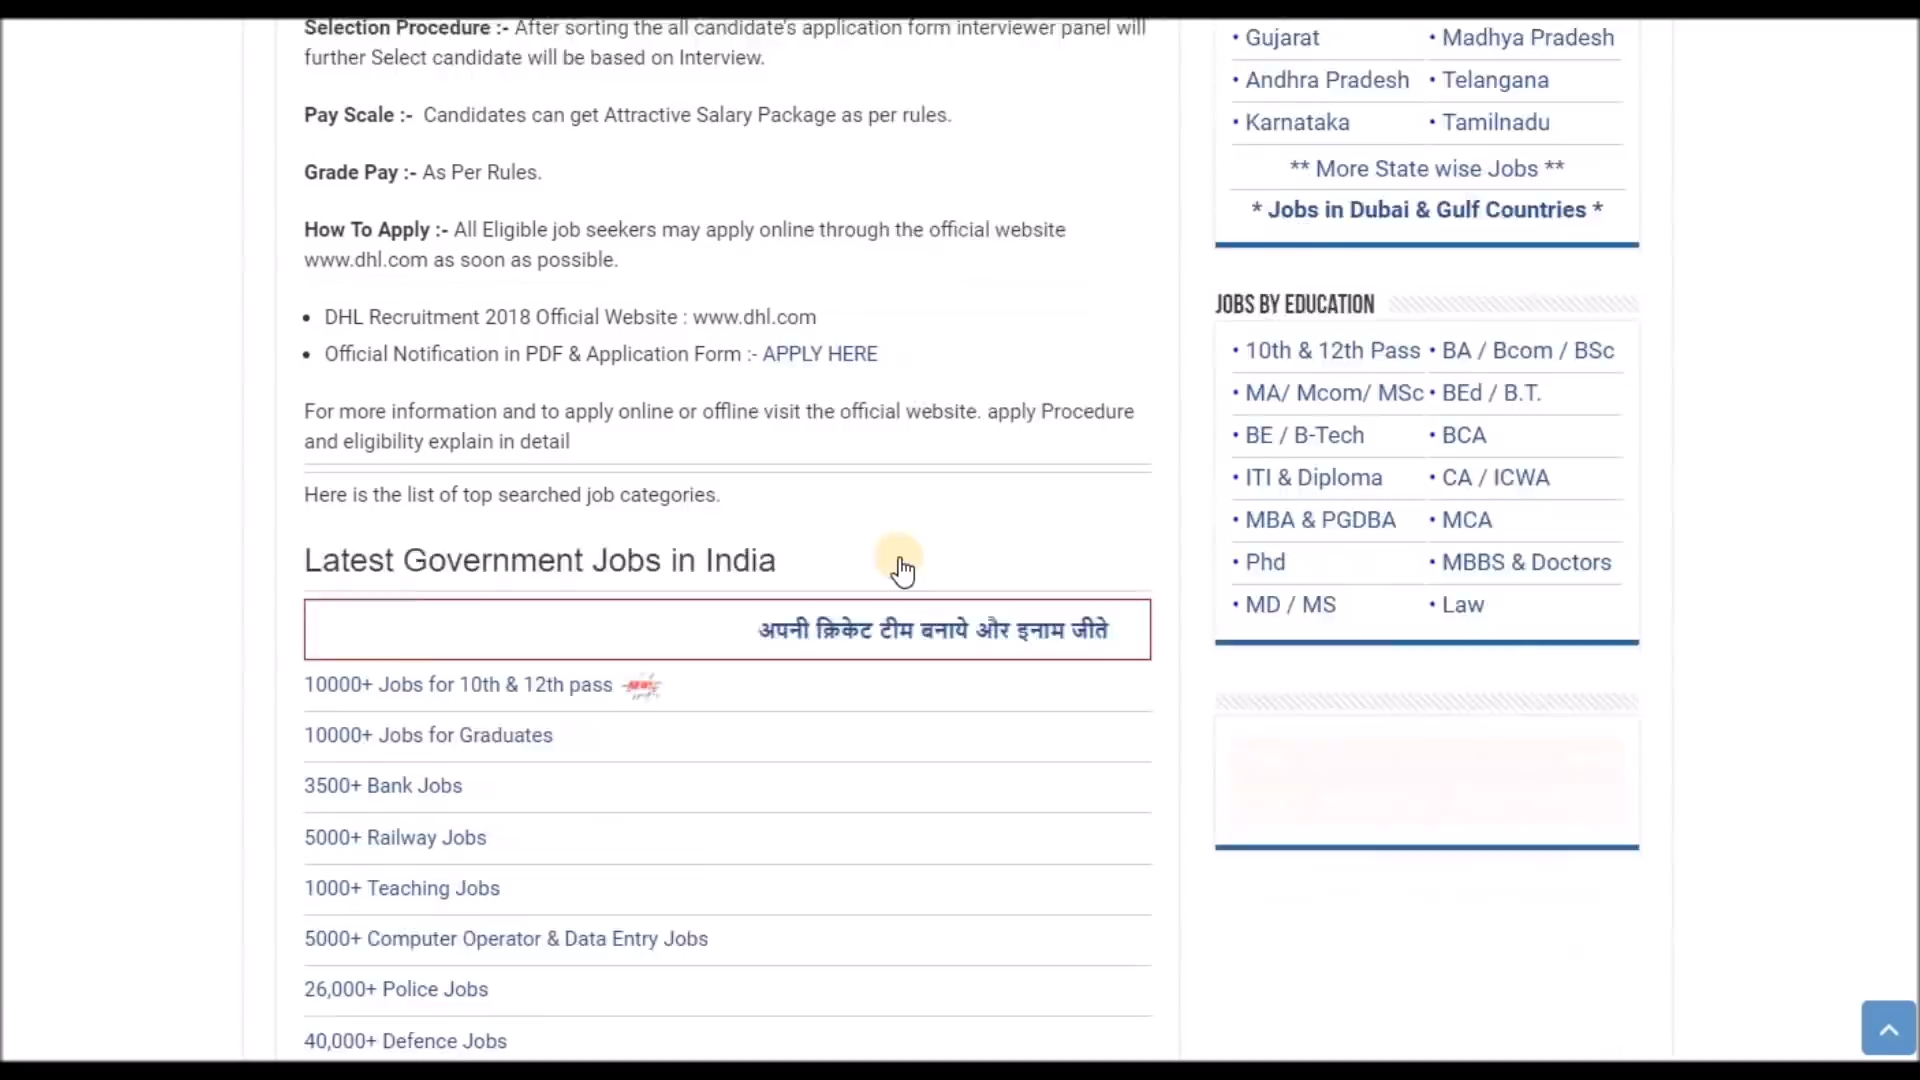 Selection Procedure :- After sorting the all candidate's application form interviewer panel will
further Select candidate will be based on Interview.
Pay Scale :- Candidates can get Attractive Salary Package as per rules.
Grade Pay :- As Per Rules.
How To Apply :- All Eligible job seekers may apply online through the official website
www.dhl.com as soon as possible.
• DHL Recruitment 2018 Official Website : www.dhl.com
• Official Notification in PDF & Application Form :- APPLY HERE
For more information and to apply online or offline visit the official website. apply Procedure
and eligibility explain in detail
Here is the list of top searched job categories.
Latest Government Jobs in India
अपनी क्रिकेट टीम बनाये और इनाम जीते
10000+ Jobs for 10th & 12th pass
10000+ Jobs for Graduates
3500+ Bank Jobs
5000+ Railway Jobs
1000+ Teaching Jobs
5000+ Computer Operator & Data Entry Jobs
26,000+ Police Jobs
40,000+ Defence Jobs
• Gujarat • Madhya Pradesh
• Andhra Pradesh • Telangana
• Karnataka • Tamilnadu
** More State wise Jobs **
* Jobs in Dubai & Gulf Countries *
JOBS BY EDUCATION
• 10th & 12th Pass • BA / Bcom / BSc
• MA/ Mcom/ MSc • BEd / B.T.
• BE / B-Tech • BCA
• ITI & Diploma • CA / ICWA
• MBA & PGDBA • MCA
• Phd • MBBS & Doctors
• MD / MS • Law